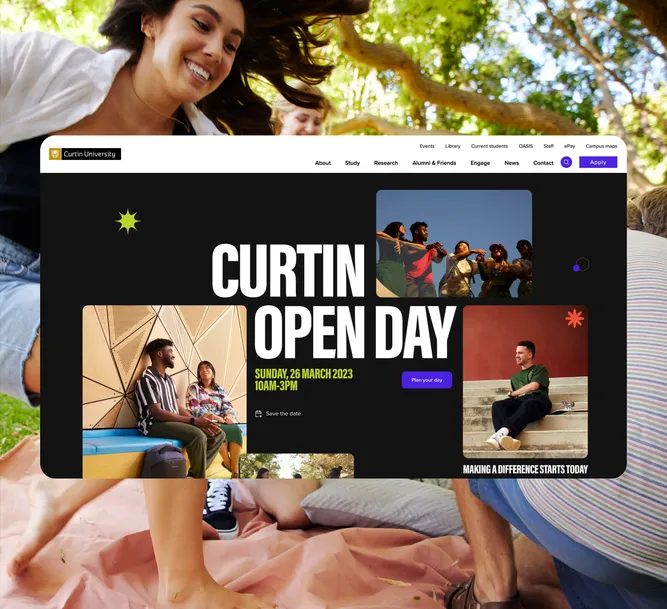 Events Library Current students OASIS Staff ePay Campus maps
Curtin University
About Study Research Alumni & Friends Engage News Contact Apply
CURTIN
OPEN DAY
SUNDAY, 26 MARCH 2023
10AM-3PM
Plan your day
Save the date
MAKING A DIFFERENCE STARTS TODAY